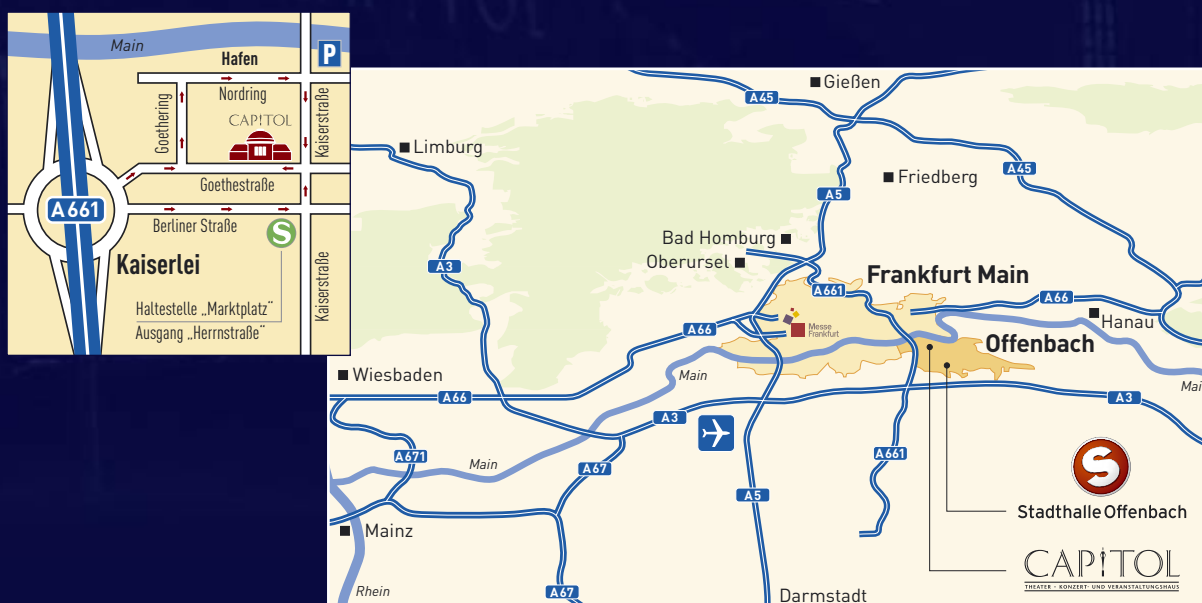 Main
P
Hafen
Nordring
Goethering
Kaiserstraße
CAPITOL
Goethestraße
A661
Berliner Straße
S
Kaiserlei
Kaiserstraße
Haltestelle „Marktplatz“
Ausgang „Herrnstraße“
Gießen
A45
Limburg
A45
Friedberg
A5
Bad Homburg
Oberursel
A3
Frankfurt Main
A661
A66
Hanau
Messe
Frankfurt
A66
Offenbach
Main
Wiesbaden
Mai
A66
A3
A3
A671
Main
A67
A661
S
A5
Stadthalle Offenbach
Mainz
CAPITOL
THEATER - KONZERT- UND VERANSTALTUNGSHAUS
Rhein
A67
Darmstadt